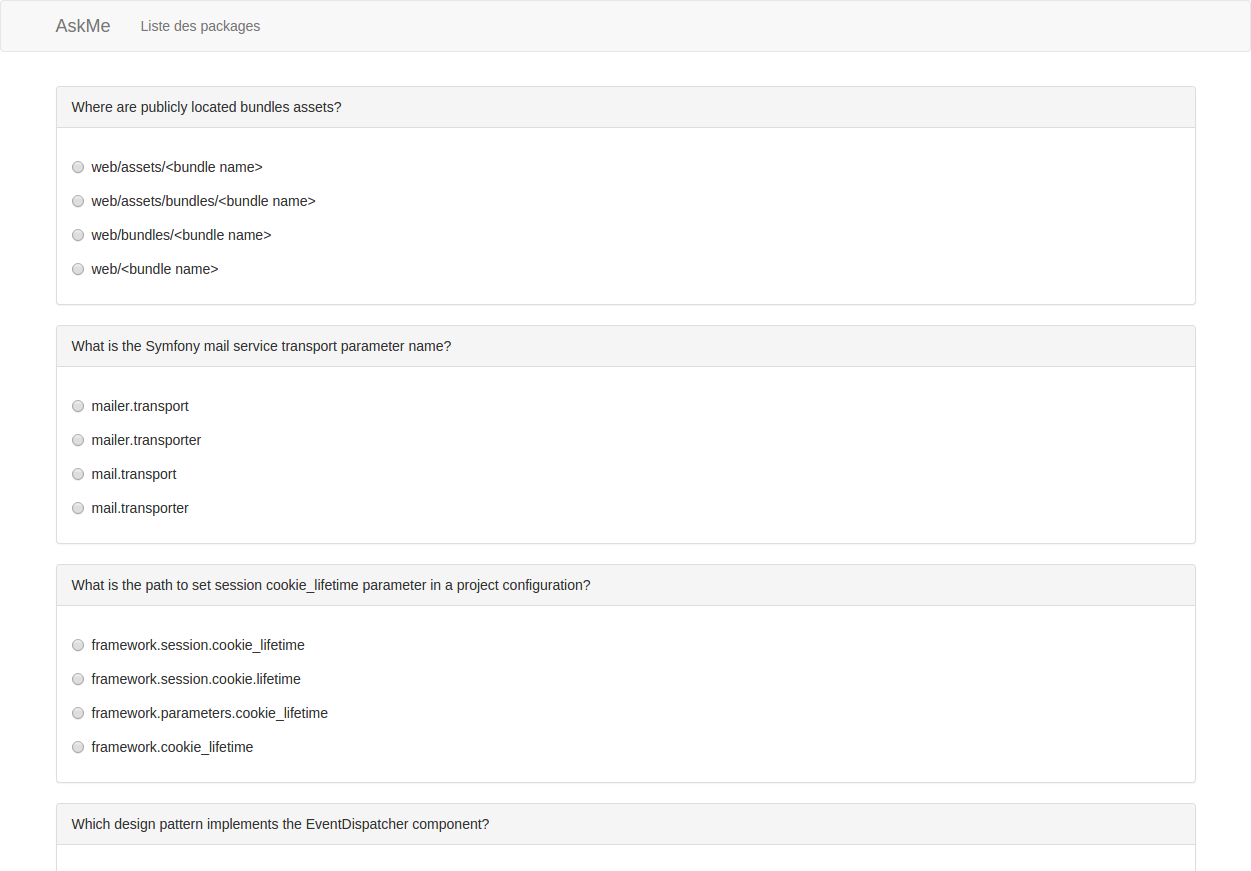 AskMe Liste des packages
Where are publicly located bundles assets?
web/assets/<bundle name>
web/assets/bundles/<bundle name>
web/bundles/<bundle name>
web/<bundle name>
What is the Symfony mail service transport parameter name?
mailer.transport
mailer.transporter
mail.transport
mail.transporter
What is the path to set session cookie_lifetime parameter in a project configuration?
framework.session.cookie_lifetime
framework.session.cookie.lifetime
framework.parameters.cookie_lifetime
framework.cookie_lifetime
Which design pattern implements the EventDispatcher component?